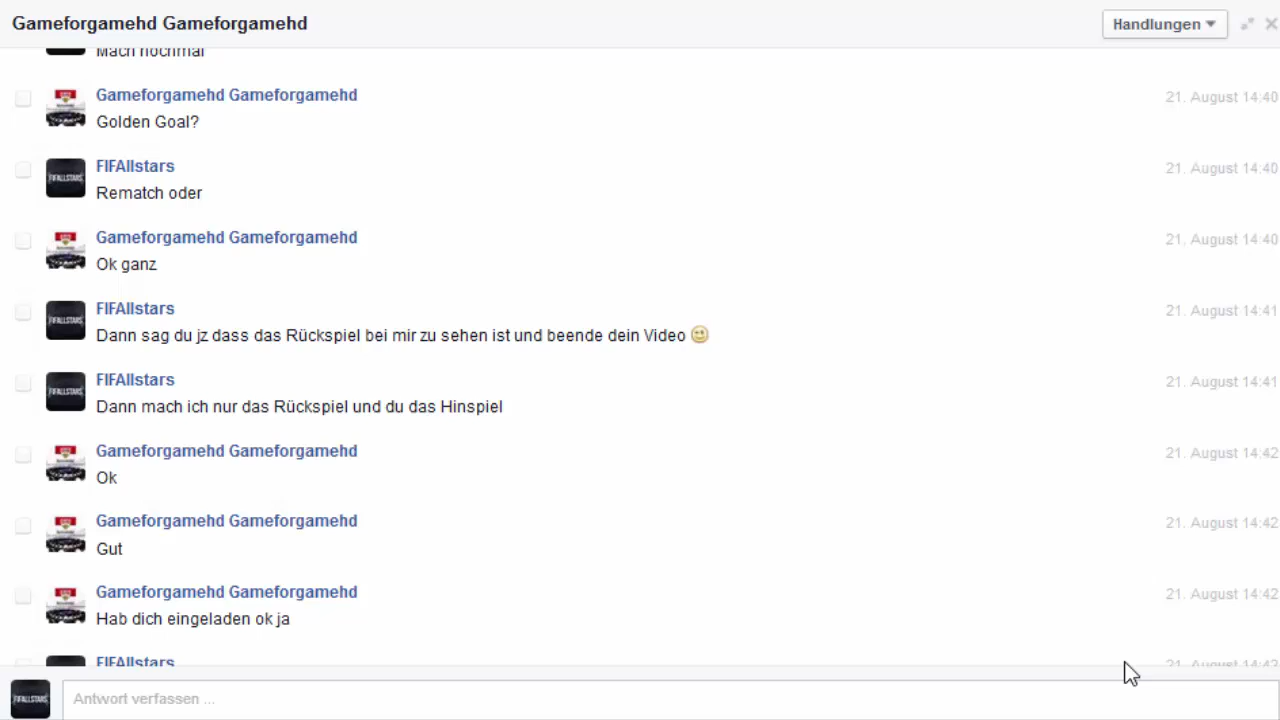 Gameforgamehd Gameforgamehd
Handlungen
Mach nochmal
Gameforgamehd Gameforgamehd
21. August 14:40
Golden Goal?
FIFAllstars
21. August 14:40
Rematch oder
Gameforgamehd Gameforgamehd
21. August 14:40
Ok ganz
FIFAllstars
21. August 14:41
Dann sag du jz dass das Rückspiel bei mir zu sehen ist und beende dein Video
FIFAllstars
21. August 14:41
Dann mach ich nur das Rückspiel und du das Hinspiel
Gameforgamehd Gameforgamehd
21. August 14:42
Ok
Gameforgamehd Gameforgamehd
21. August 14:42
Gut
Gameforgamehd Gameforgamehd
21. August 14:42
Hab dich eingeladen ok ja
FIFAllstars
21. August 14:42
Antwort verfassen ...